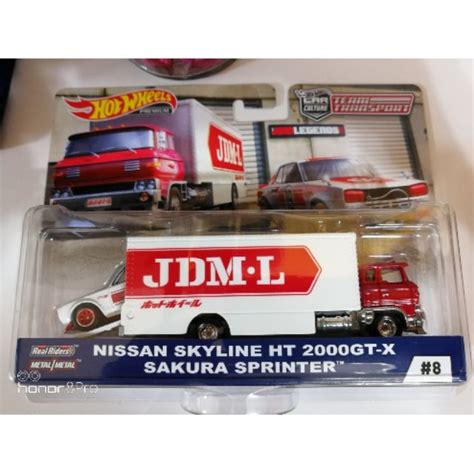 Hot Wheels
PREMIUM
CAR
CULTURE
TEAM
TRANSPORT
LEGENDS
JDM-L
JDM·L
ホットホイール
Real Riders
METAL/METAL
NISSAN SKYLINE HT 2000GT-X
SAKURA SPRINTER™
#8
honor 8 Pro